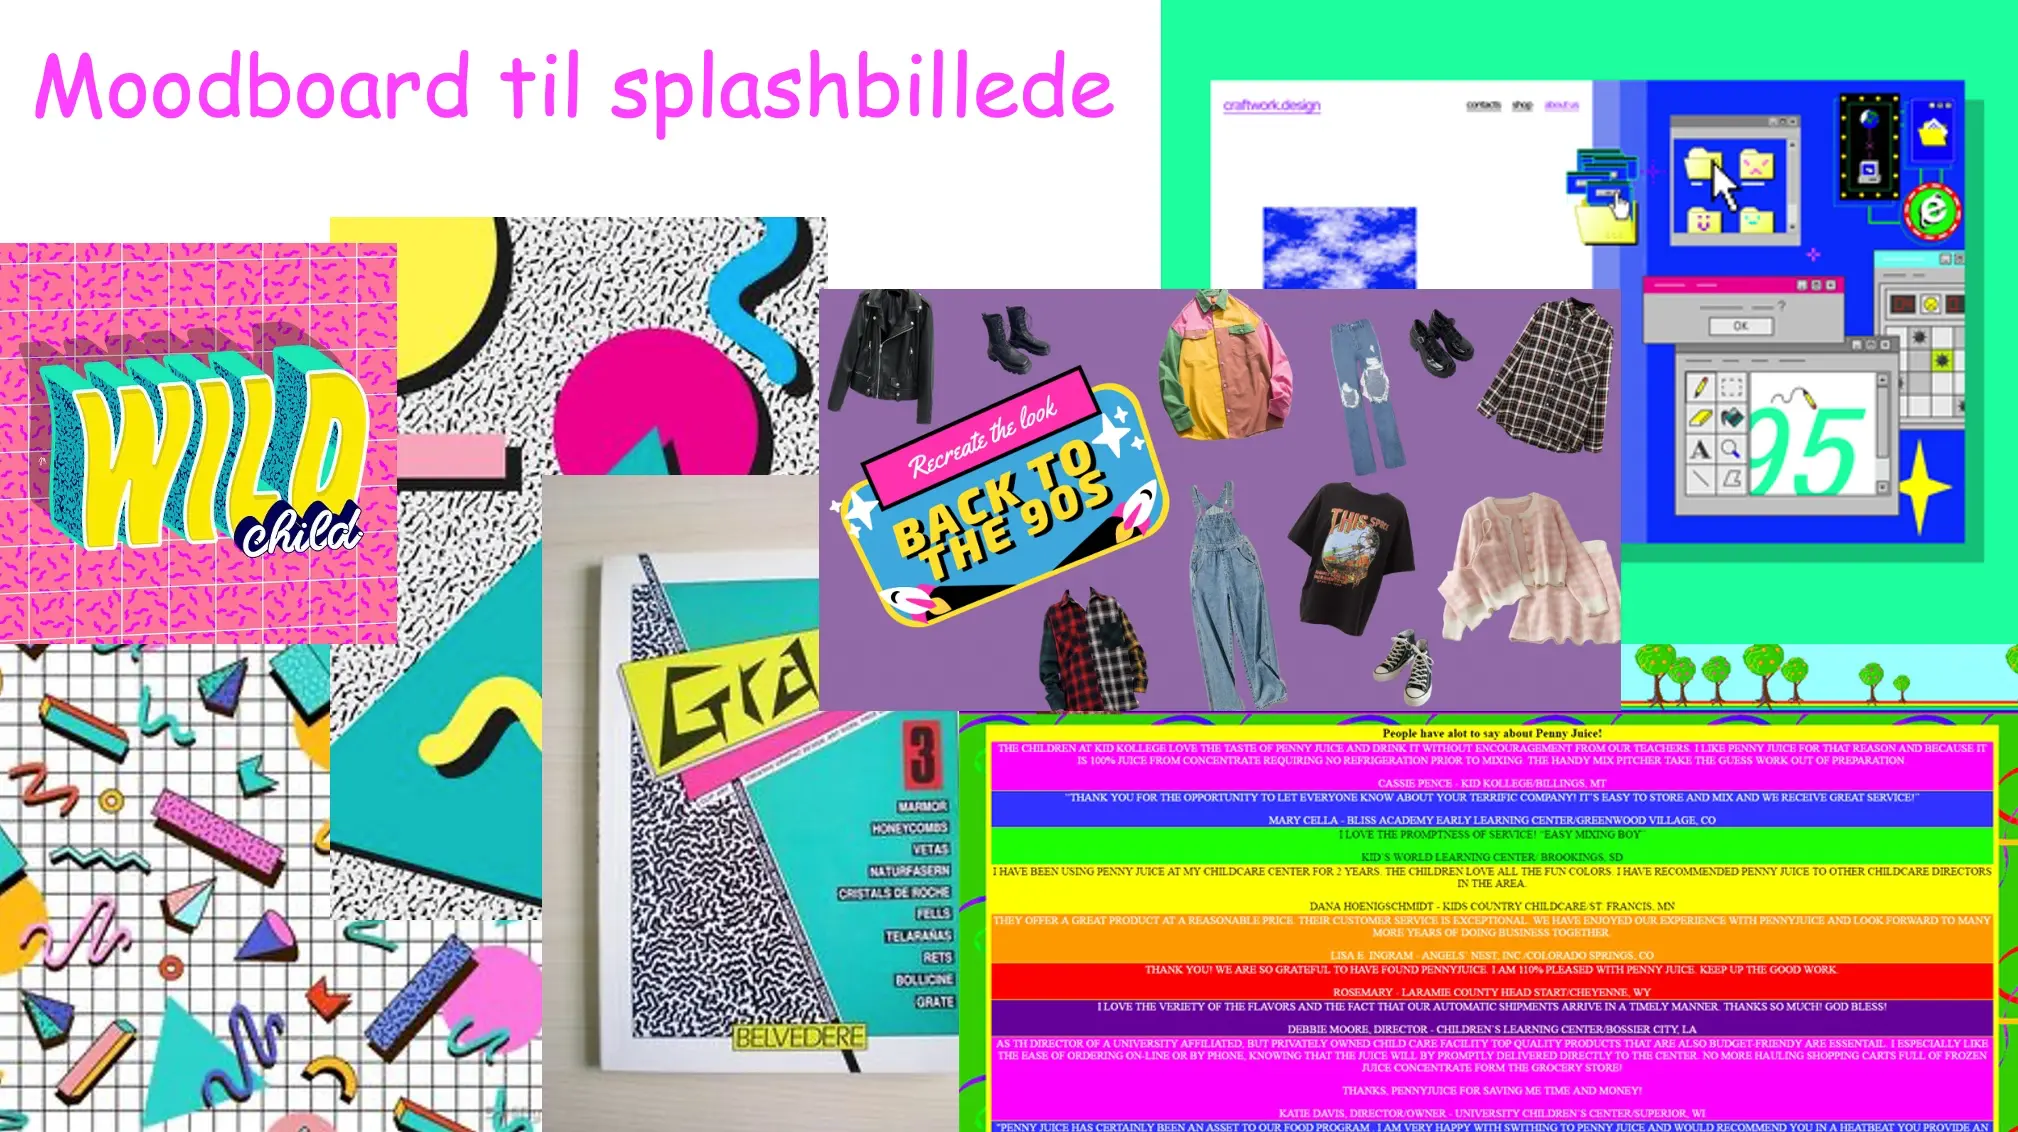 Moodboard til splashbillede
craftwork.design
contacts shop about us
OK
95
A
WILD
child
Recreate the look
BACK TO
THE 90S
THIS
Gra
3
MARMOR
HONEYCOMBS
VETAS
NATURFASERN
CRISTALS DE ROCHE
FELLS
TELARAÑAS
RETS
BOLLICINE
GRATE
BELVEDERE
People have alot to say about Penny Juice!
THE CHILDREN AT KID KOLLEGE LOVE THE TASTE OF PENNY JUICE AND DRINK IT WITHOUT ENCOURAGEMENT FROM OUR TEACHERS. I LIKE PENNY JUICE FOR THAT REASON AND BECAUSE IT
IS 100% JUICE FROM CONCENTRATE REQUIRING NO REFRIGERATION PRIOR TO MIXING. THE HANDY MIX PITCHER TAKE THE GUESS WORK OUT OF PREPARATION.
CASSIE PENCE - KID KOLLEGE/BILLINGS, MT
"THANK YOU FOR THE OPPORTUNITY TO LET EVERYONE KNOW ABOUT YOUR TERRIFIC COMPANY! IT'S EASY TO STORE AND MIX AND WE RECEIVE GREAT SERVICE!"
MARY CELLA - BLISS ACADEMY EARLY LEARNING CENTER/GREENWOOD VILLAGE, CO
I LOVE THE PROMPTNESS OF SERVICE! "EASY MIXING BOY"
KID'S WORLD LEARNING CENTER/ BROOKINGS, SD
I HAVE BEEN USING PENNY JUICE AT MY CHILDCARE CENTER FOR 2 YEARS. THE CHILDREN LOVE ALL THE FUN COLORS. I HAVE RECOMMENDED PENNY JUICE TO OTHER CHILDCARE DIRECTORS
IN THE AREA.
DANA HOENIGSCHMIDT - KIDS COUNTRY CHILDCARE/ST. FRANCIS, MN
THEY OFFER A GREAT PRODUCT AT A REASONABLE PRICE. THEIR CUSTOMER SERVICE IS EXCEPTIONAL. WE HAVE ENJOYED OUR EXPERIENCE WITH PENNYJUICE AND LOOK FORWARD TO MANY
MORE YEARS OF DOING BUSINESS TOGETHER.
LISA E. INGRAM - ANGELS' NEST, INC./COLORADO SPRINGS, CO
THANK YOU! WE ARE SO GRATEFUL TO HAVE FOUND PENNYJUICE. I AM 110% PLEASED WITH PENNY JUICE. KEEP UP THE GOOD WORK.
ROSEMARY - LARAMIE COUNTY HEAD START/CHEYENNE, WY
I LOVE THE VERIETY OF THE FLAVORS AND THE FACT THAT OUR AUTOMATIC SHIPMENTS ARRIVE IN A TIMELY MANNER. THANKS SO MUCH! GOD BLESS!
DEBBIE MOORE, DIRECTOR - CHILDREN'S LEARNING CENTER/BOSSIER CITY, LA
AS TH DIRECTOR OF A UNIVERSITY AFFILIATED, BUT PRIVATELY OWNED CHILD CARE FACILITY TOP QUALITY PRODUCTS THAT ARE ALSO BUDGET-FRIENDY ARE ESSENTAIL. I ESPECIALLY LIKE
THE EASE OF ORDERING ON-LINE OR BY PHONE, KNOWING THAT THE JUICE WILL BY PROMPTLY DELIVERED DIRECTLY TO THE CENTER. NO MORE HAULING SHOPPING CARTS FULL OF FROZEN
JUICE CONCENTRATE FORM THE GROCERY STORE!
THANKS, PENNYJUICE FOR SAVING ME TIME AND MONEY!
KATIE DAVIS, DIRECTOR/OWNER - UNIVERSITY CHILDREN'S CENTER/SUPERIOR, WI
"PENNY JUICE HAS CERTAINLY BEEN AN ASSET TO OUR FOOD PROGRAM . I AM VERY HAPPY WITH SWITHING TO PENNY JUICE AND WOULD RECOMMEND YOU IN A HEATBEAT YOU PROVIDE AN